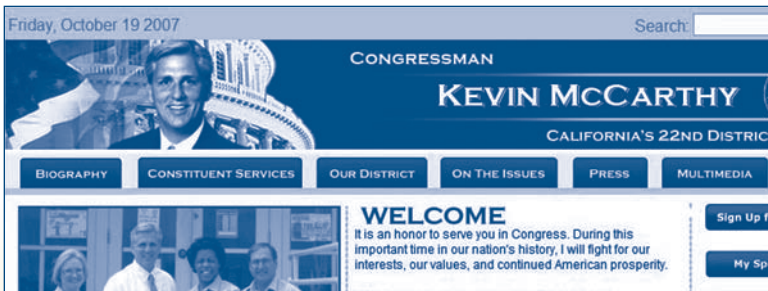 Friday, October 19 2007
Search:
CONGRESSMAN
KEVIN MCCARTHY
CALIFORNIA'S 22ND DISTRIC
BIOGRAPHY
CONSTITUENT SERVICES
OUR DISTRICT
ON THE ISSUES
PRESS
MULTIMEDIA
WELCOME
It is an honor to serve you in Congress. During this
important time in our nation's history, I will fight for our
interests, our values, and continued American prosperity.
Sign Up f
My Sp